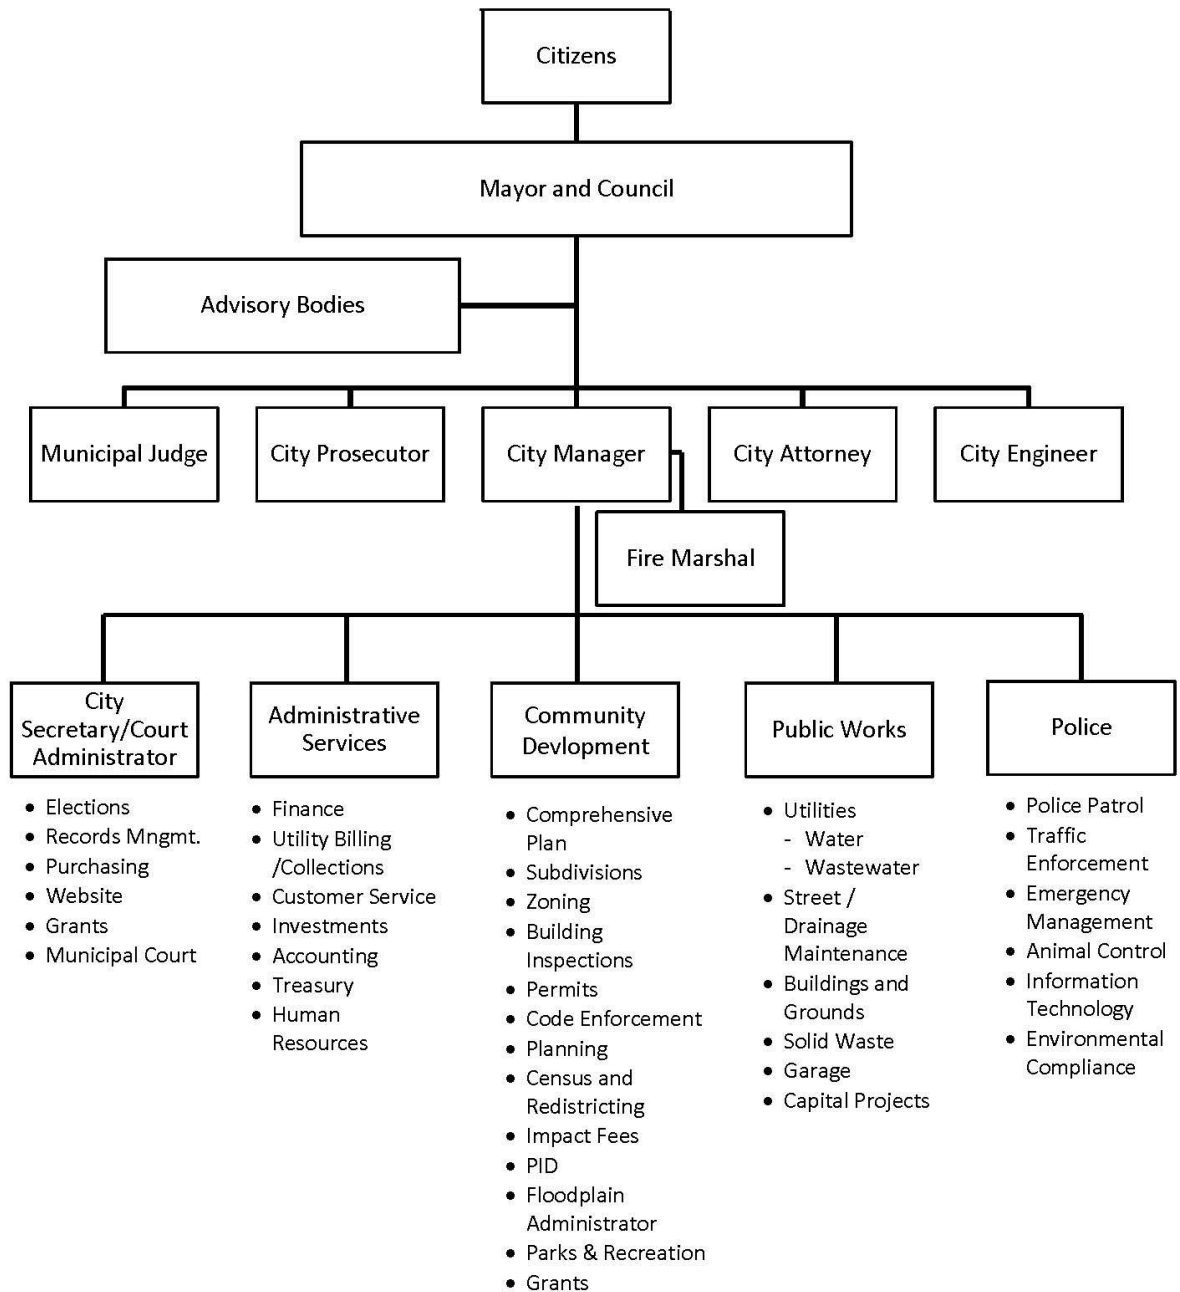 Citizens
Mayor and Council
Advisory Bodies
Municipal Judge
City Prosecutor
City Manager
City Attorney
City Engineer
Fire Marshal
City
Secretary/Court
Administrator
• Elections
• Records Mngmt.
• Purchasing
• Website
• Grants
• Municipal Court
Administrative
Services
• Finance
• Utility Billing
/Collections
• Customer Service
• Investments
• Accounting
• Treasury
• Human
Resources
Community
Devlopment
• Comprehensive
Plan
• Subdivisions
• Zoning
• Building
Inspections
• Permits
• Code Enforcement
• Planning
• Census and
Redistricting
• Impact Fees
• PID
• Floodplain
Administrator
• Parks & Recreation
• Grants
Public Works
• Utilities
- Water
- Wastewater
• Street /
Drainage
Maintenance
• Buildings and
Grounds
• Solid Waste
• Garage
• Capital Projects
Police
• Police Patrol
• Traffic
Enforcement
• Emergency
Management
• Animal Control
• Information
Technology
• Environmental
Compliance